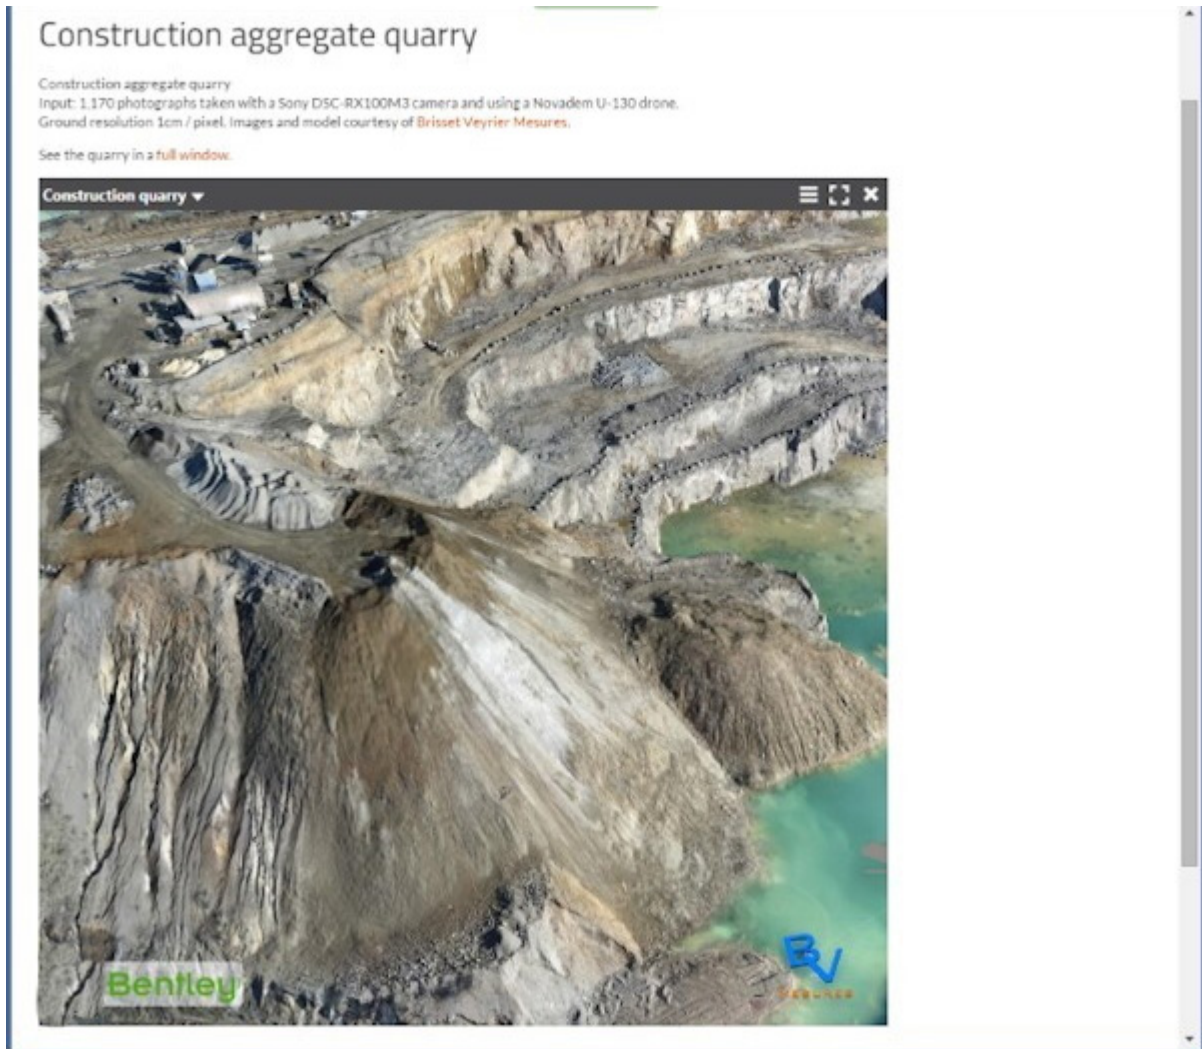 Construction aggregate quarry
Construction aggregate quarry
Input: 1,170 photographs taken with a Sony DSC-RX100M3 camera and using a Novadem U-130 drone.
Ground resolution 1cm / pixel. Images and model courtesy of Brisset Veyrier Mesures.
See the quarry in a full window.
Construction quarry
Bentley
BV
MESURES